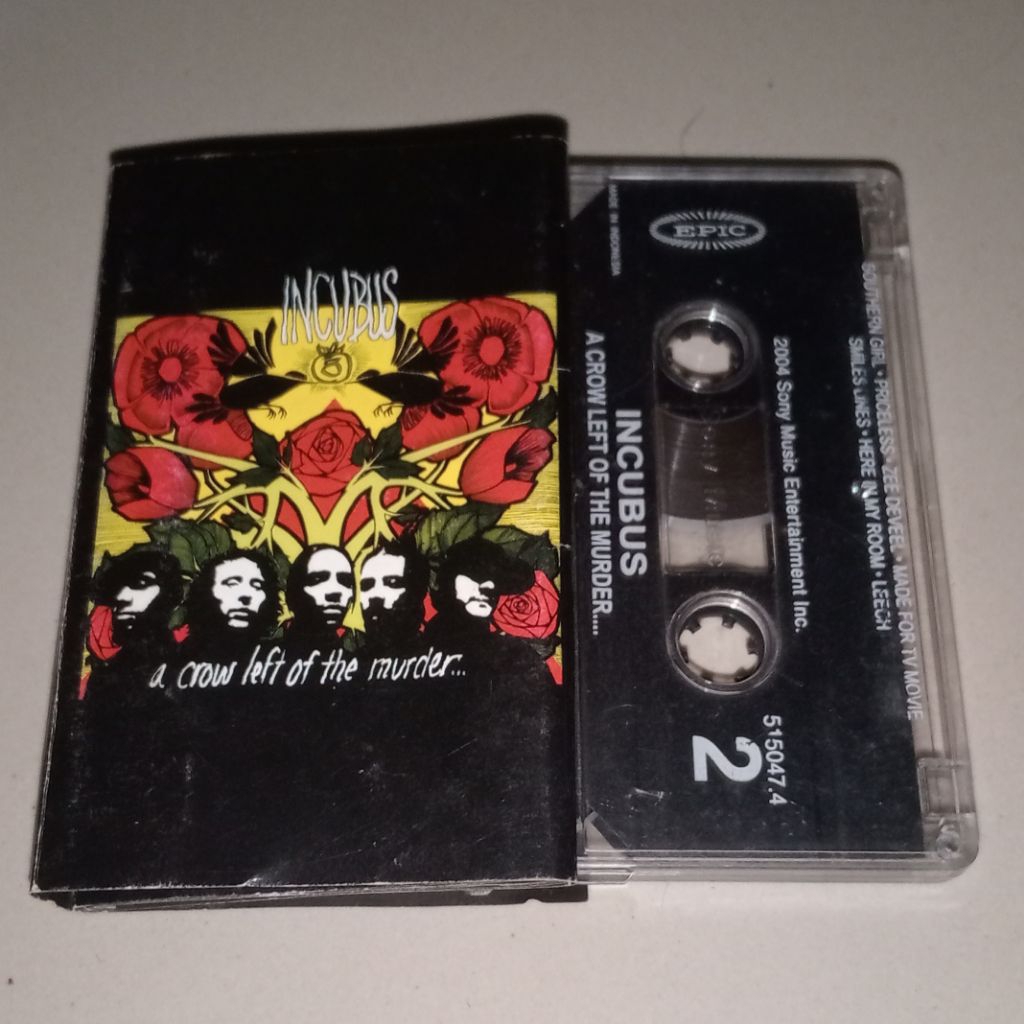 INCUBUS
a crow left of the murder...
MADE IN INDONESIA
EPIC
INCUBUS
A CROW LEFT OF THE MURDER....
2004 Sony Music Entertainment Inc.
515047.4
2
SOUTHERN GIRL • PRICELESS • ZEE DEVEEL • MADE FOR TV MOVIE
SMILES LINES • HERE IN MY ROOM • LEECH